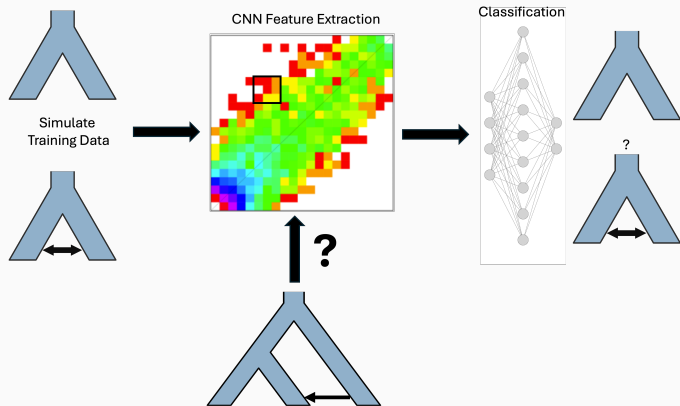 CNN Feature Extraction
Classification
Simulate
Training Data
?
?